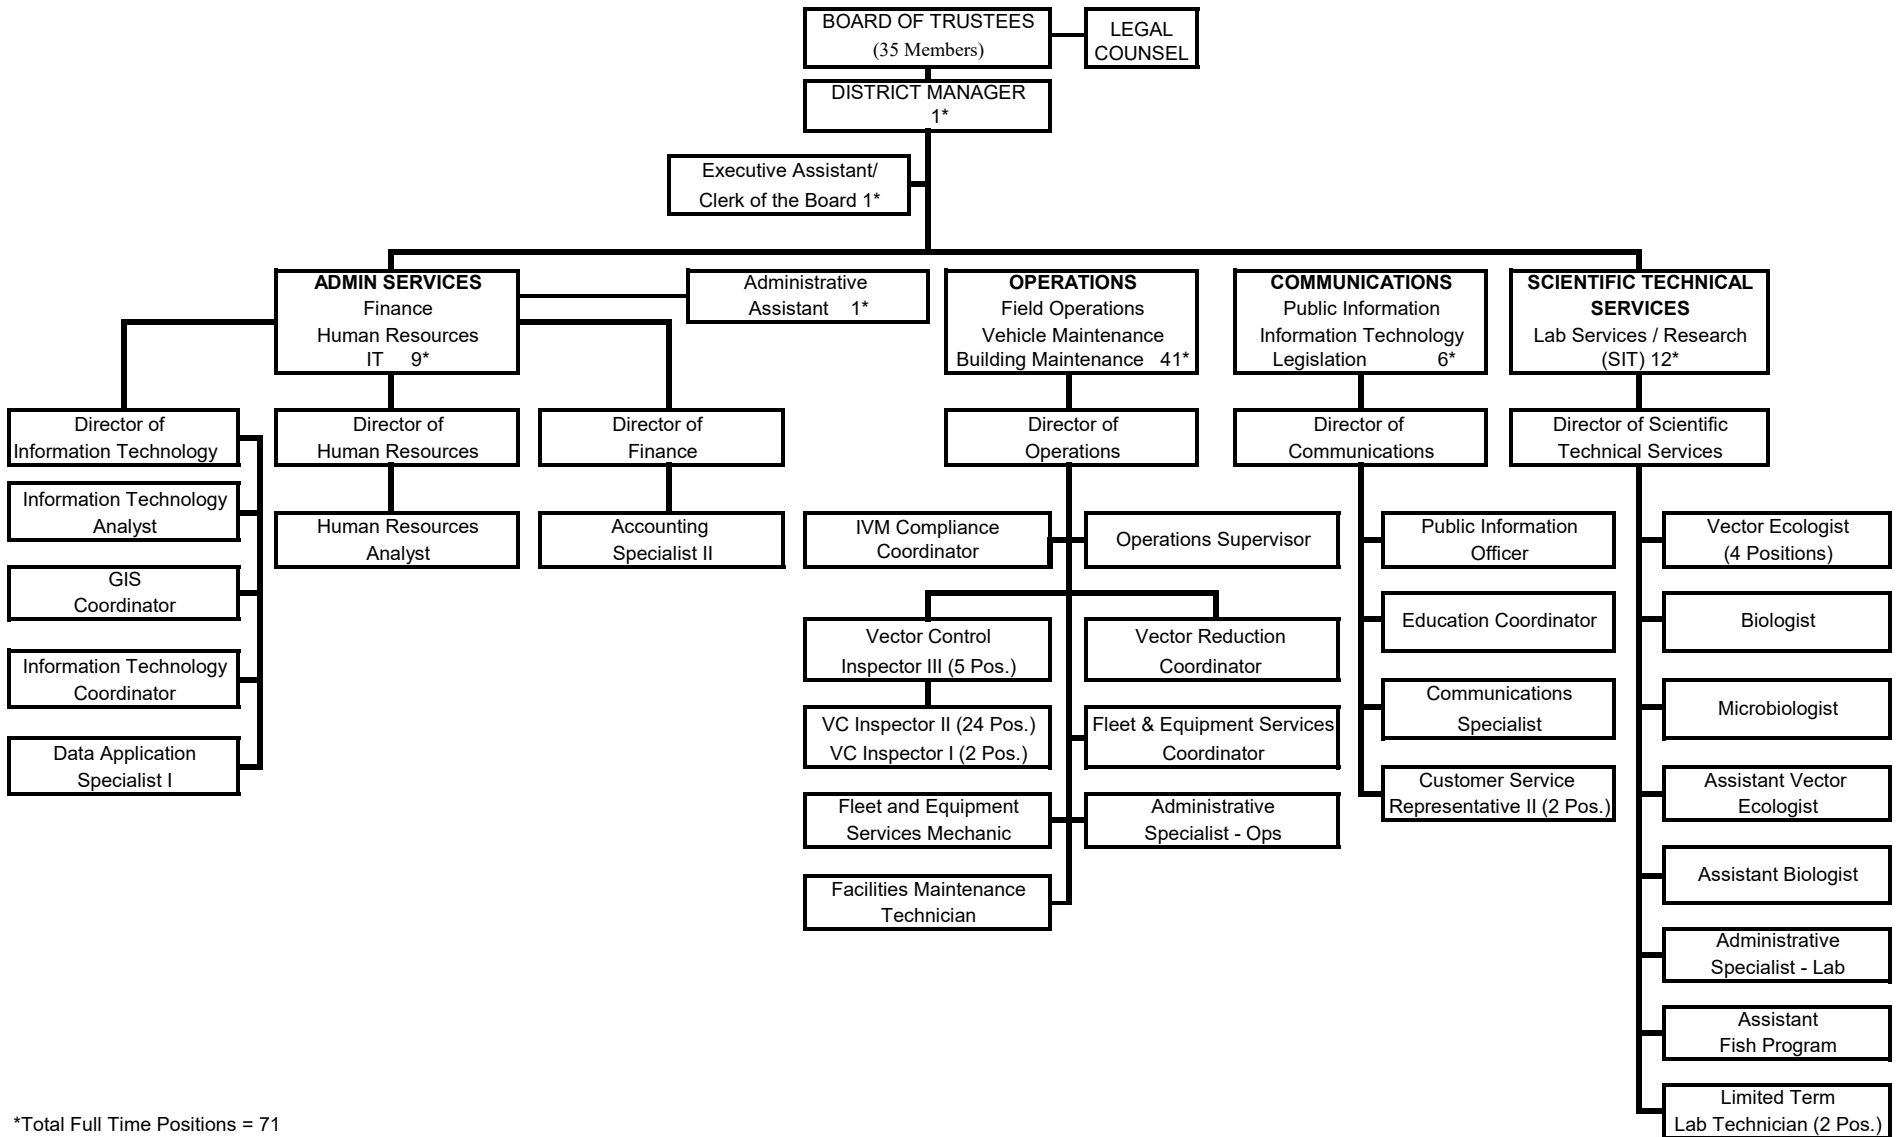 BOARD OF TRUSTEES
(35 Members)
LEGAL
COUNSEL
DISTRICT MANAGER
1*
Executive Assistant/
Clerk of the Board 1*
ADMIN SERVICES
Finance
Human Resources
IT 9*
Administrative
Assistant 1*
OPERATIONS
Field Operations
Vehicle Maintenance
Building Maintenance 41*
COMMUNICATIONS
Public Information
Information Technology
Legislation 6*
SCIENTIFIC TECHNICAL
SERVICES
Lab Services / Research
(SIT) 12*
Director of
Information Technology
Director of
Human Resources
Director of
Finance
Director of
Operations
Director of
Communications
Director of Scientific
Technical Services
Information Technology
Analyst
GIS
Coordinator
Information Technology
Coordinator
Data Application
Specialist I
Human Resources
Analyst
Accounting
Specialist II
IVM Compliance
Coordinator
Operations Supervisor
Vector Control
Inspector III (5 Pos.)
Vector Reduction
Coordinator
VC Inspector II (24 Pos.)
VC Inspector I (2 Pos.)
Fleet & Equipment Services
Coordinator
Fleet and Equipment
Services Mechanic
Administrative
Specialist - Ops
Facilities Maintenance
Technician
Public Information
Officer
Education Coordinator
Communications
Specialist
Customer Service
Representative II (2 Pos.)
Vector Ecologist
(4 Positions)
Biologist
Microbiologist
Assistant Vector
Ecologist
Assistant Biologist
Administrative
Specialist - Lab
Assistant
Fish Program
Limited Term
Lab Technician (2 Pos.)
*Total Full Time Positions = 71